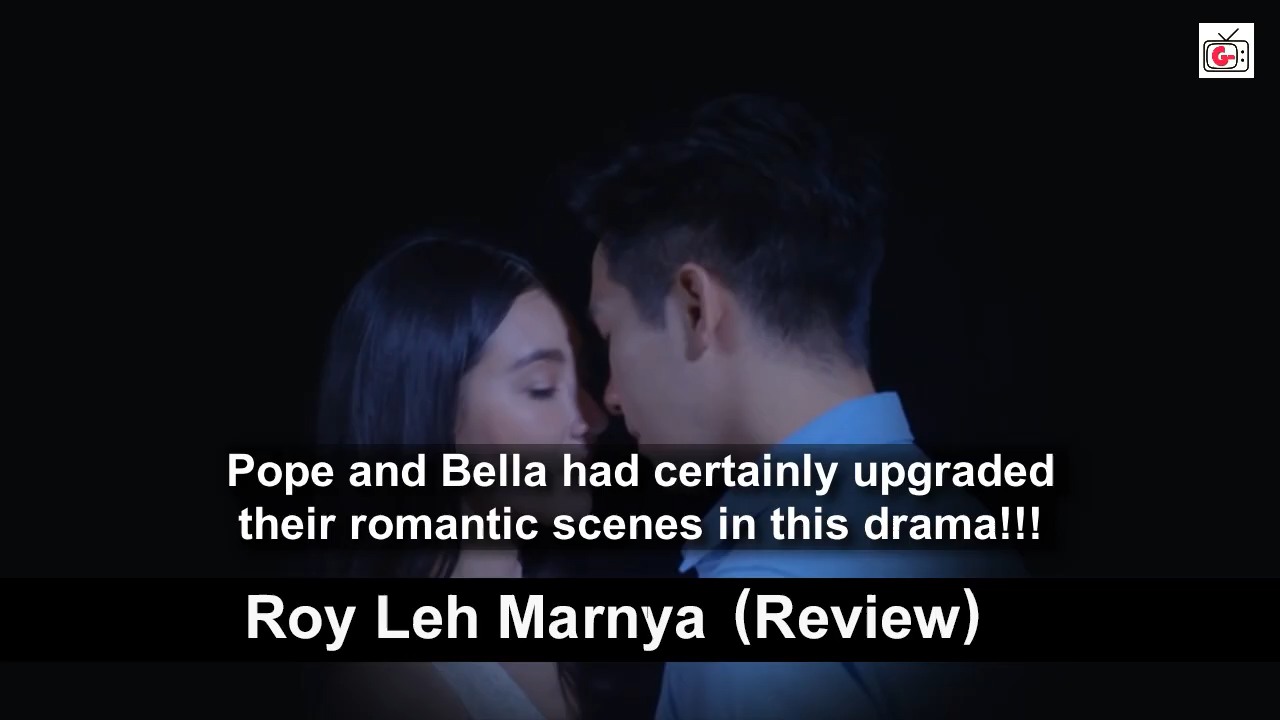 Pope and Bella had certainly upgraded
their romantic scenes in this drama!!!
Roy Leh Marnya (Review)